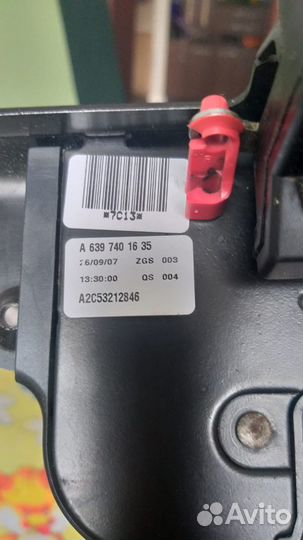 *7C13*
A 639 740 16 35
26/09/07 ZGS 003
13:30:00 QS 004
A2C53212846
Avito